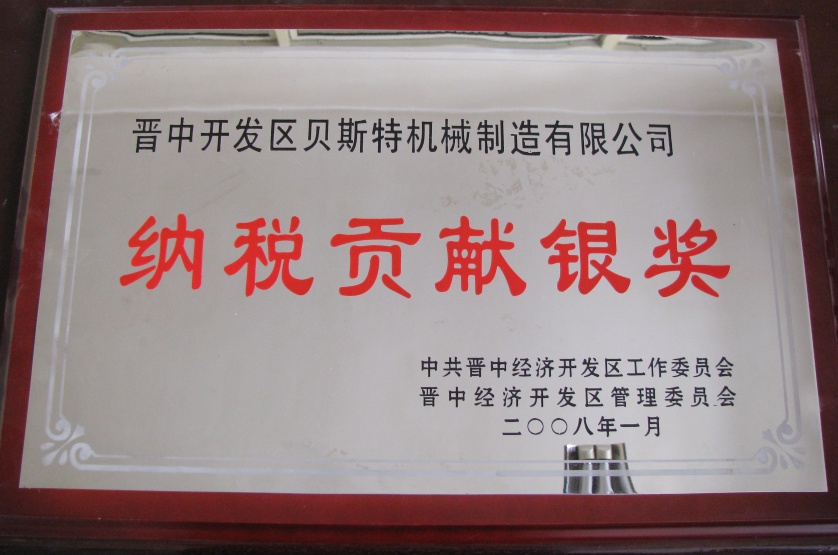 晋中开发区贝斯特机械制造有限公司
纳税贡献银奖
中共晋中经济开发区工作委员会
晋中经济开发区管理委员会
二〇〇八年一月